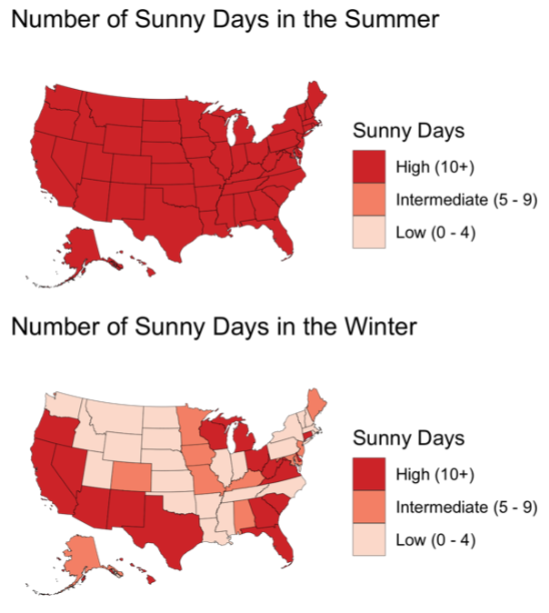 Number of Sunny Days in the Summer
Sunny Days
High (10+)
Intermediate (5 - 9)
Low (0 - 4)
Number of Sunny Days in the Winter
Sunny Days
High (10+)
Intermediate (5 - 9)
Low (0 - 4)